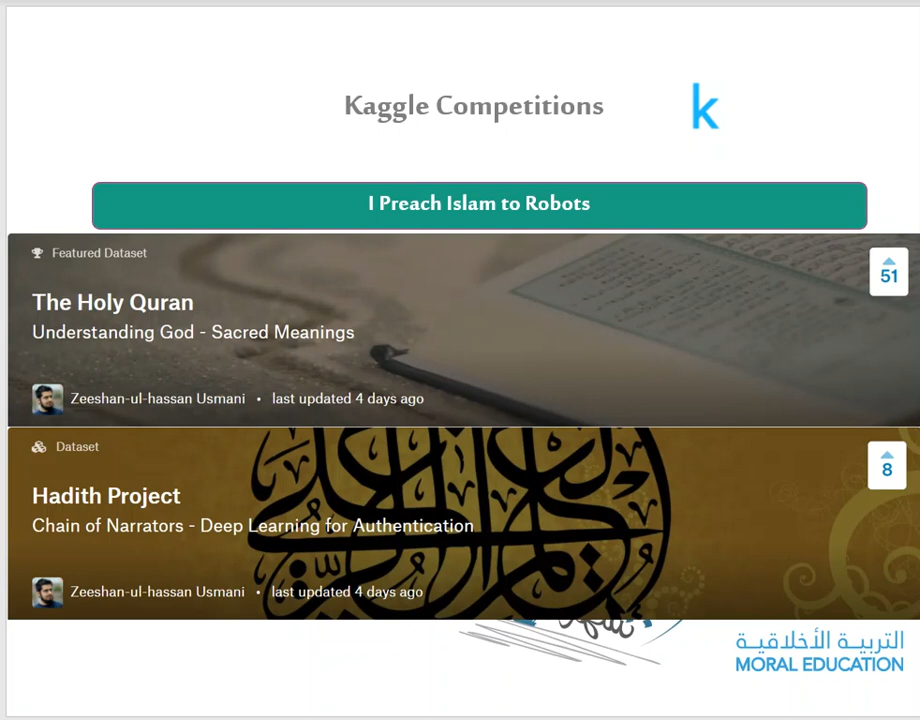 Kaggle Competitions
k
I Preach Islam to Robots
Featured Dataset
51
The Holy Quran
Understanding God - Sacred Meanings
Zeeshan-ul-hassan Usmani • last updated 4 days ago
Dataset
8
Hadith Project
Chain of Narrators - Deep Learning for Authentication
Zeeshan-ul-hassan Usmani • last updated 4 days ago
التربيـة الأخلاقيـة
MORAL EDUCATION